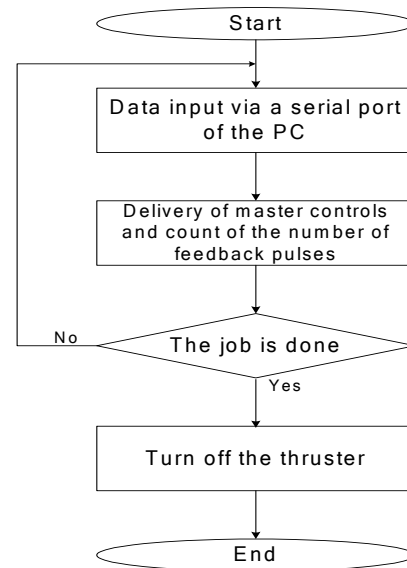 Start
Data input via a serial port
of the PC
Delivery of master controls
and count of the number of
feedback pulses
No
The job is done
Yes
Turn off the thruster
End